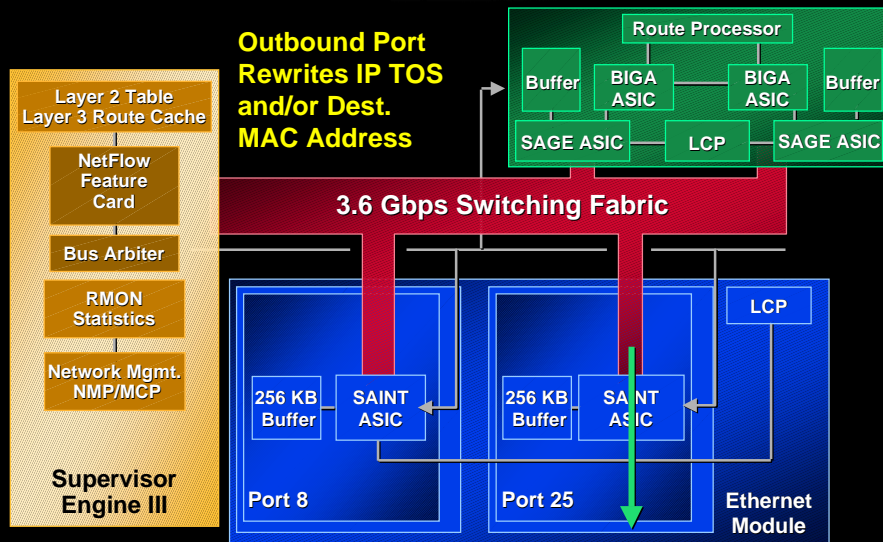 Outbound Port
Rewrites IP TOS
and/or Dest.
MAC Address
Route Processor
Buffer
BIGA
ASIC
BIGA
ASIC
Buffer
SAGE ASIC
LCP
SAGE ASIC
Layer 2 Table
Layer 3 Route Cache
NetFlow
Feature
Card
Bus Arbiter
RMON
Statistics
Network Mgmt.
NMP/MCP
Supervisor
Engine III
3.6 Gbps Switching Fabric
256 KB
Buffer
SAINT
ASIC
Port 8
256 KB
Buffer
SAINT
ASIC
Port 25
LCP
Ethernet
Module